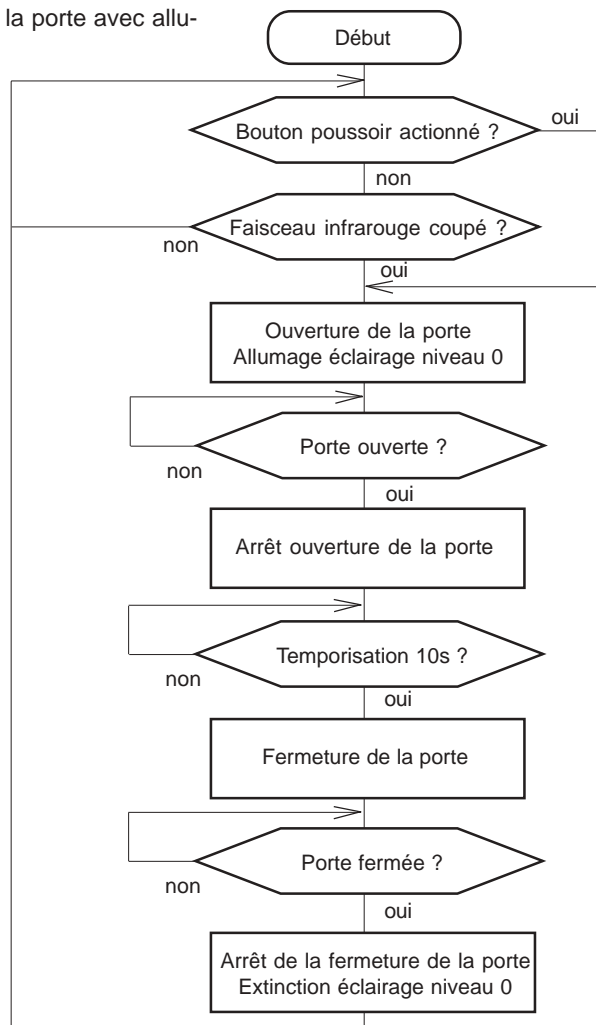 la porte avec allu-
Début
Bouton poussoir actionné ?
oui
non
Faisceau infrarouge coupé ?
non
oui
Ouverture de la porte
Allumage éclairage niveau 0
Porte ouverte ?
non
oui
Arrêt ouverture de la porte
Temporisation 10s ?
non
oui
Fermeture de la porte
Porte fermée ?
non
oui
Arrêt de la fermeture de la porte
Extinction éclairage niveau 0